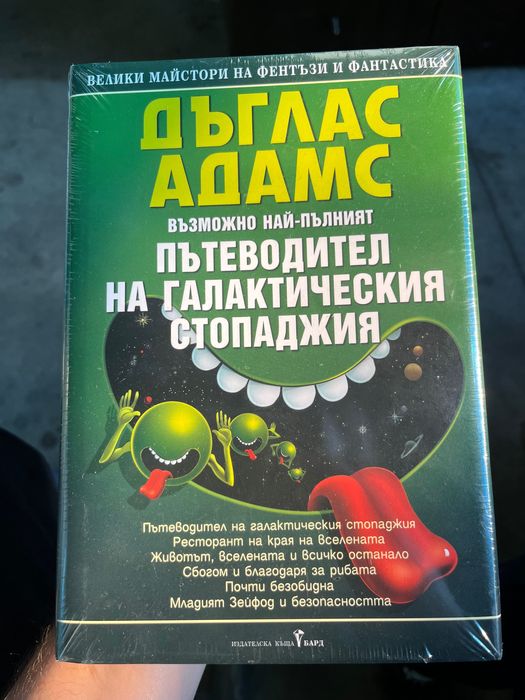 ВЕЛИКИ МАЙСТОРИ НА ФЕНТЪЗИ И ФАНТАСТИКА
ДЪГЛАС
АДАМС
ВЪЗМОЖНО НАЙ-ПЪЛНИЯТ
ПЪТЕВОДИТЕЛ
НА ГАЛАКТИЧЕСКИЯ
СТОПАДЖИЯ
Пътеводител на галактическия стопаджия
Ресторант на края на вселената
Животът, вселената и всичко останало
Сбогом и благодаря за рибата
Почти безобидна
Младият Зейфод и безопасността
ИЗДАТЕЛСКА КЪЩА БАРД